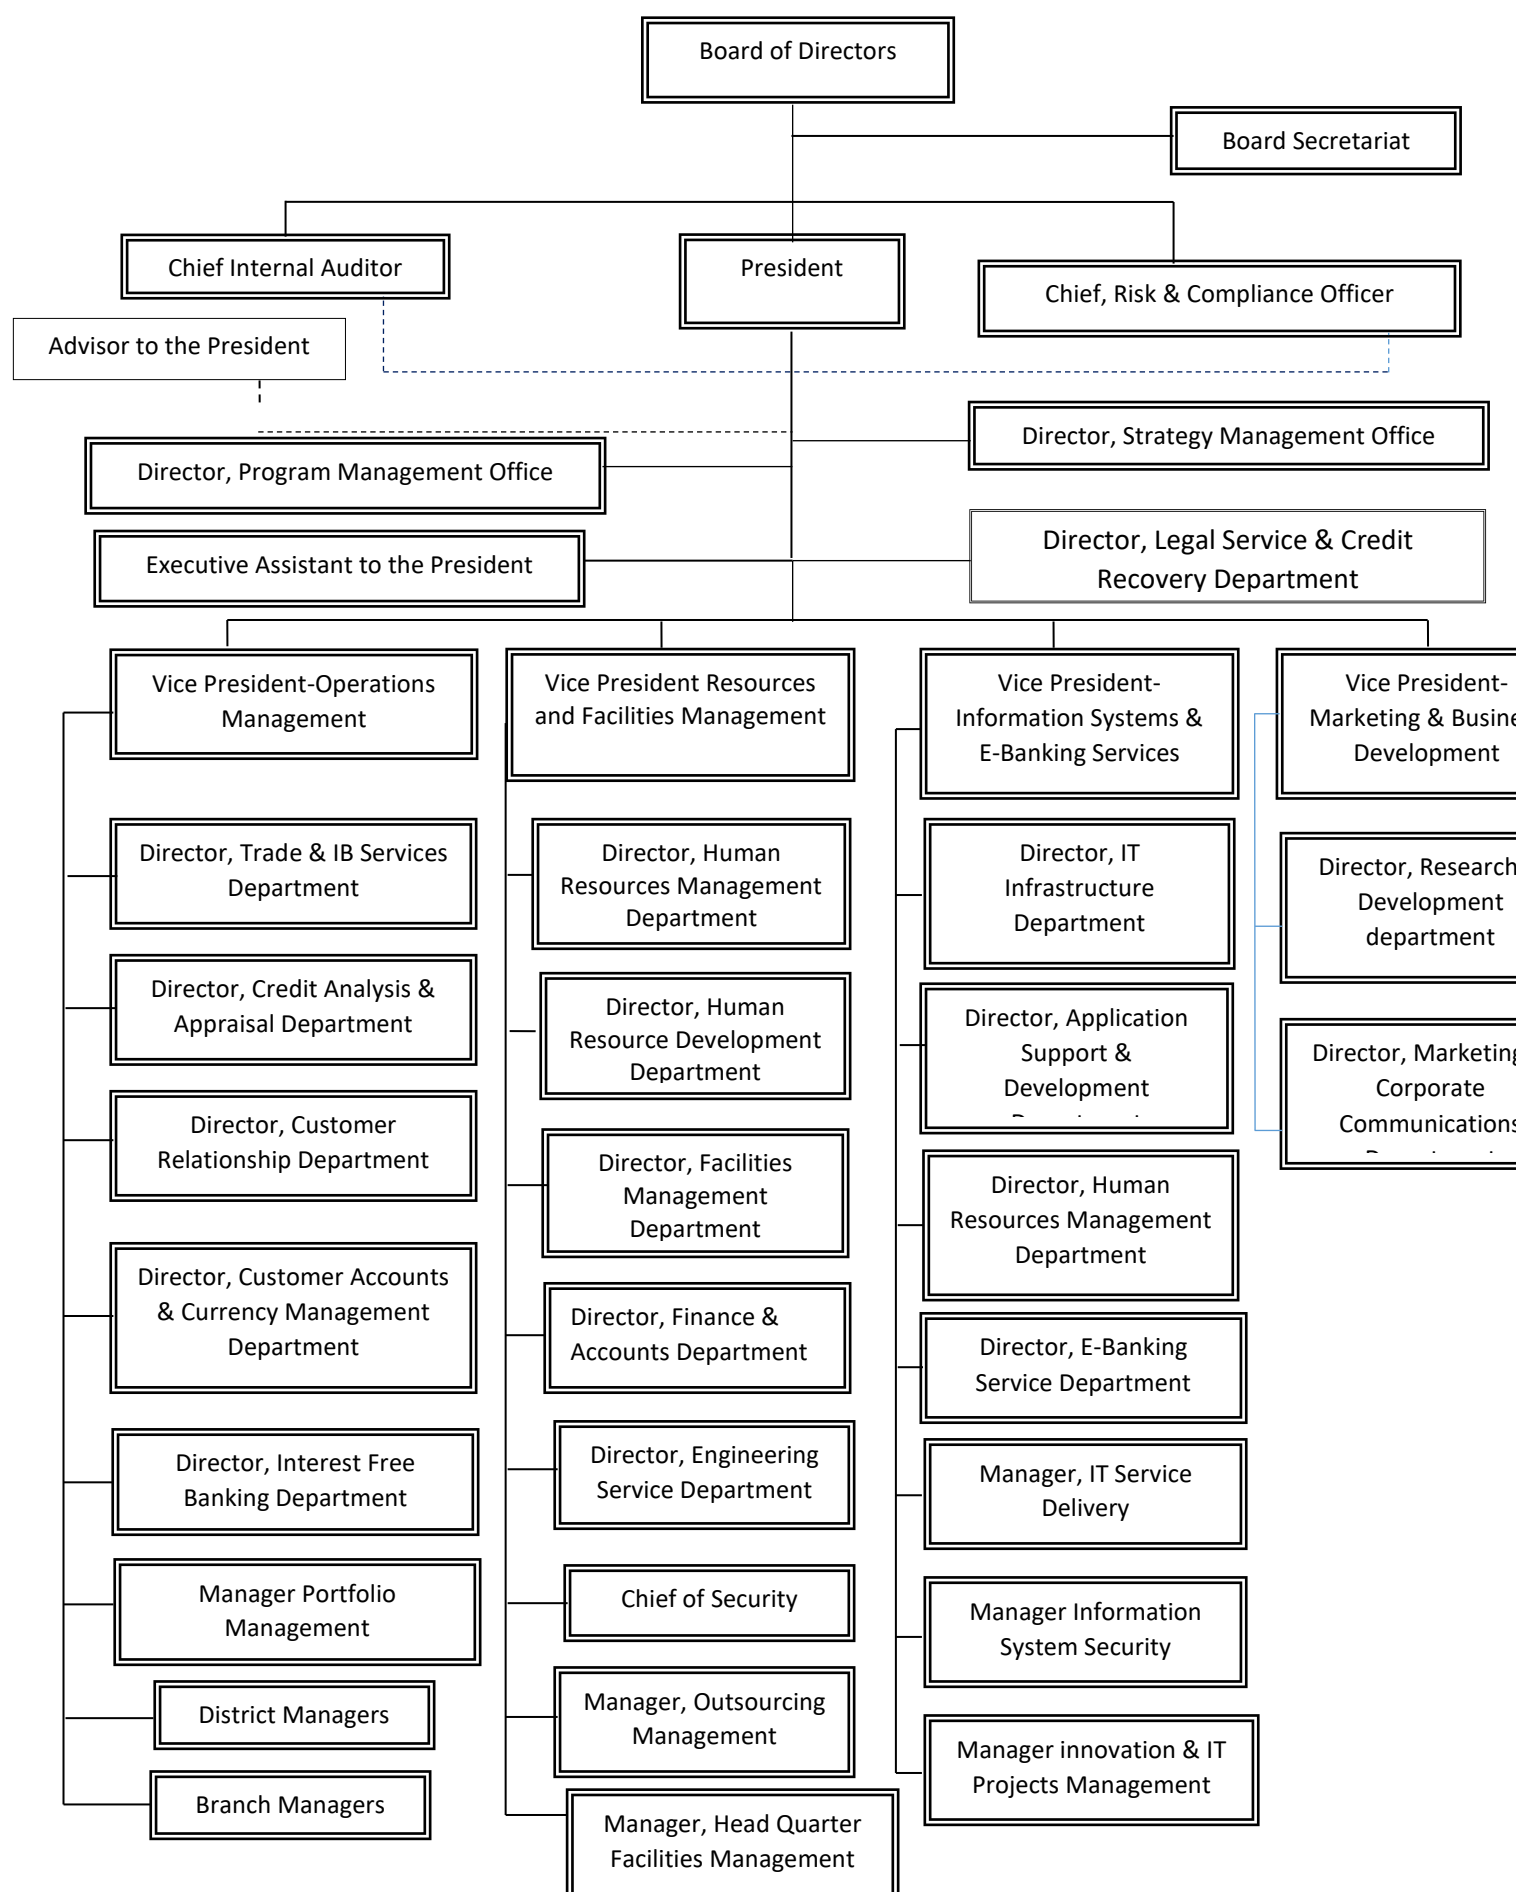 Board of Directors
Board Secretariat
Chief Internal Auditor
President
Chief, Risk & Compliance Officer
Advisor to the President
Director, Strategy Management Office
Director, Program Management Office
Director, Legal Service & Credit
Recovery Department
Executive Assistant to the President
Vice President-Operations
Management
Director, Trade & IB Services
Department
Director, Credit Analysis &
Appraisal Department
Director, Customer
Relationship Department
Director, Customer Accounts
& Currency Management
Department
Director, Interest Free
Banking Department
Manager Portfolio
Management
District Managers
Branch Managers
Vice President Resources
and Facilities Management
Director, Human
Resources Management
Department
Director, Human
Resource Development
Department
Director, Facilities
Management
Department
Director, Finance &
Accounts Department
Director, Engineering
Service Department
Chief of Security
Manager, Outsourcing
Management
Manager, Head Quarter
Facilities Management
Vice President-
Information Systems &
E-Banking Services
Director, IT
Infrastructure
Department
Director, Application
Support &
Development
Director, Human
Resources Management
Department
Director, E-Banking
Service Department
Manager, IT Service
Delivery
Manager Information
System Security
Manager innovation & IT
Projects Management
Vice President-
Marketing & Busine
Development
Director, Research
Development
department
Director, Marketing
Corporate
Communications